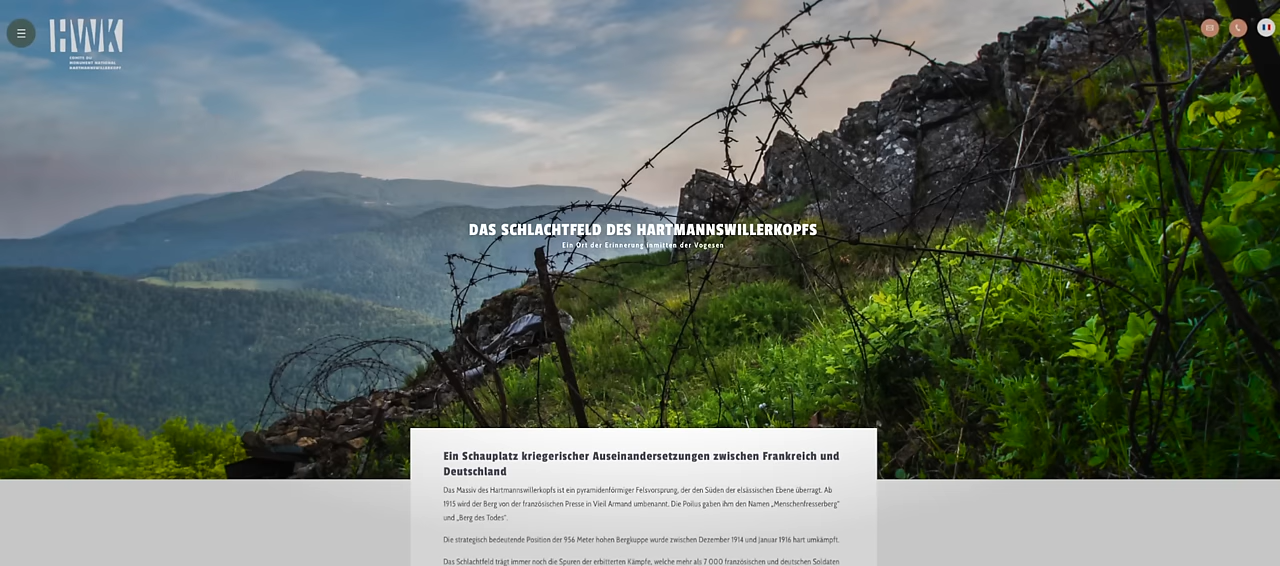 HWK
COMITÉ DU
MONUMENT NATIONAL
HARTMANNSWILLERKOPF
DAS SCHLACHTFELD DES HARTMANNSWILLERKOPFS
Ein Ort der Erinnerung inmitten der Vogesen
Ein Schauplatz kriegerischer Auseinandersetzungen zwischen Frankreich und
Deutschland
Das Massiv des Hartmannswillerkopfs ist ein pyramidenförmiger Felsvorsprung, der den Süden der elsässischen Ebene überragt. Ab
1915 wird der Berg von der französischen Presse in Vieil Armand umbenannt. Die Poilus gaben ihm den Namen „Menschenfresserberg“
und „Berg des Todes“.
Die strategisch bedeutende Position der 956 Meter hohen Bergkuppe wurde zwischen Dezember 1914 und Januar 1916 hart umkämpft.
Das Schlachtfeld trägt immer noch die Spuren der erbitterten Kämpfe, welche mehr als 7 000 französischen und deutschen Soldaten